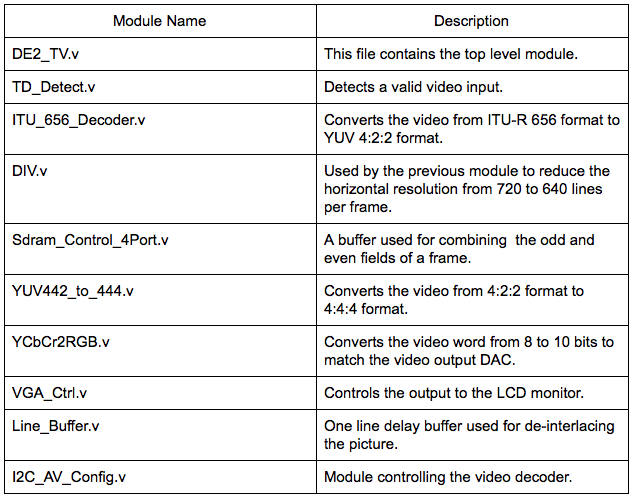 Module Name Description
DE2_TV.v This file contains the top level module.
TD_Detect.v Detects a valid video input.
ITU_656_Decoder.v Converts the video from ITU-R 656 format to
YUV 4:2:2 format.
DIV.v Used by the previous module to reduce the
horizontal resolution from 720 to 640 lines
per frame.
Sdram_Control_4Port.v A buffer used for combining the odd and
even fields of a frame.
YUV442_to_444.v Converts the video from 4:2:2 format to
4:4:4 format.
YCbCr2RGB.v Converts the video word from 8 to 10 bits to
match the video output DAC.
VGA_Ctrl.v Controls the output to the LCD monitor.
Line_Buffer.v One line delay buffer used for de-interlacing
the picture.
I2C_AV_Config.v Module controlling the video decoder.